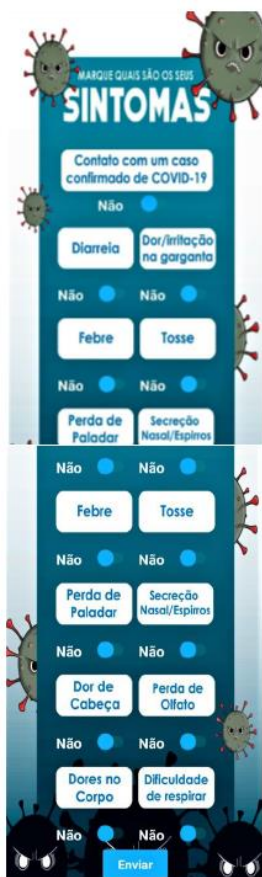 MARQUE QUAIS SÃO OS SEUS
SINTOMAS
Contato com um caso
confirmado de COVID-19
Não
Diarreia
Dor/irritação
na garganta
Não Não
Febre Tosse
Não Não
Perda de
Paladar
Secreção
Nasal/Espirros
Não Não
Febre Tosse
Não Não
Perda de
Paladar
Secreção
Nasal/Espirros
Não Não
Dor de
Cabeça
Perda de
Olfato
Não Não
Dores no
Corpo
Dificuldade
de respirar
Não Não
Enviar